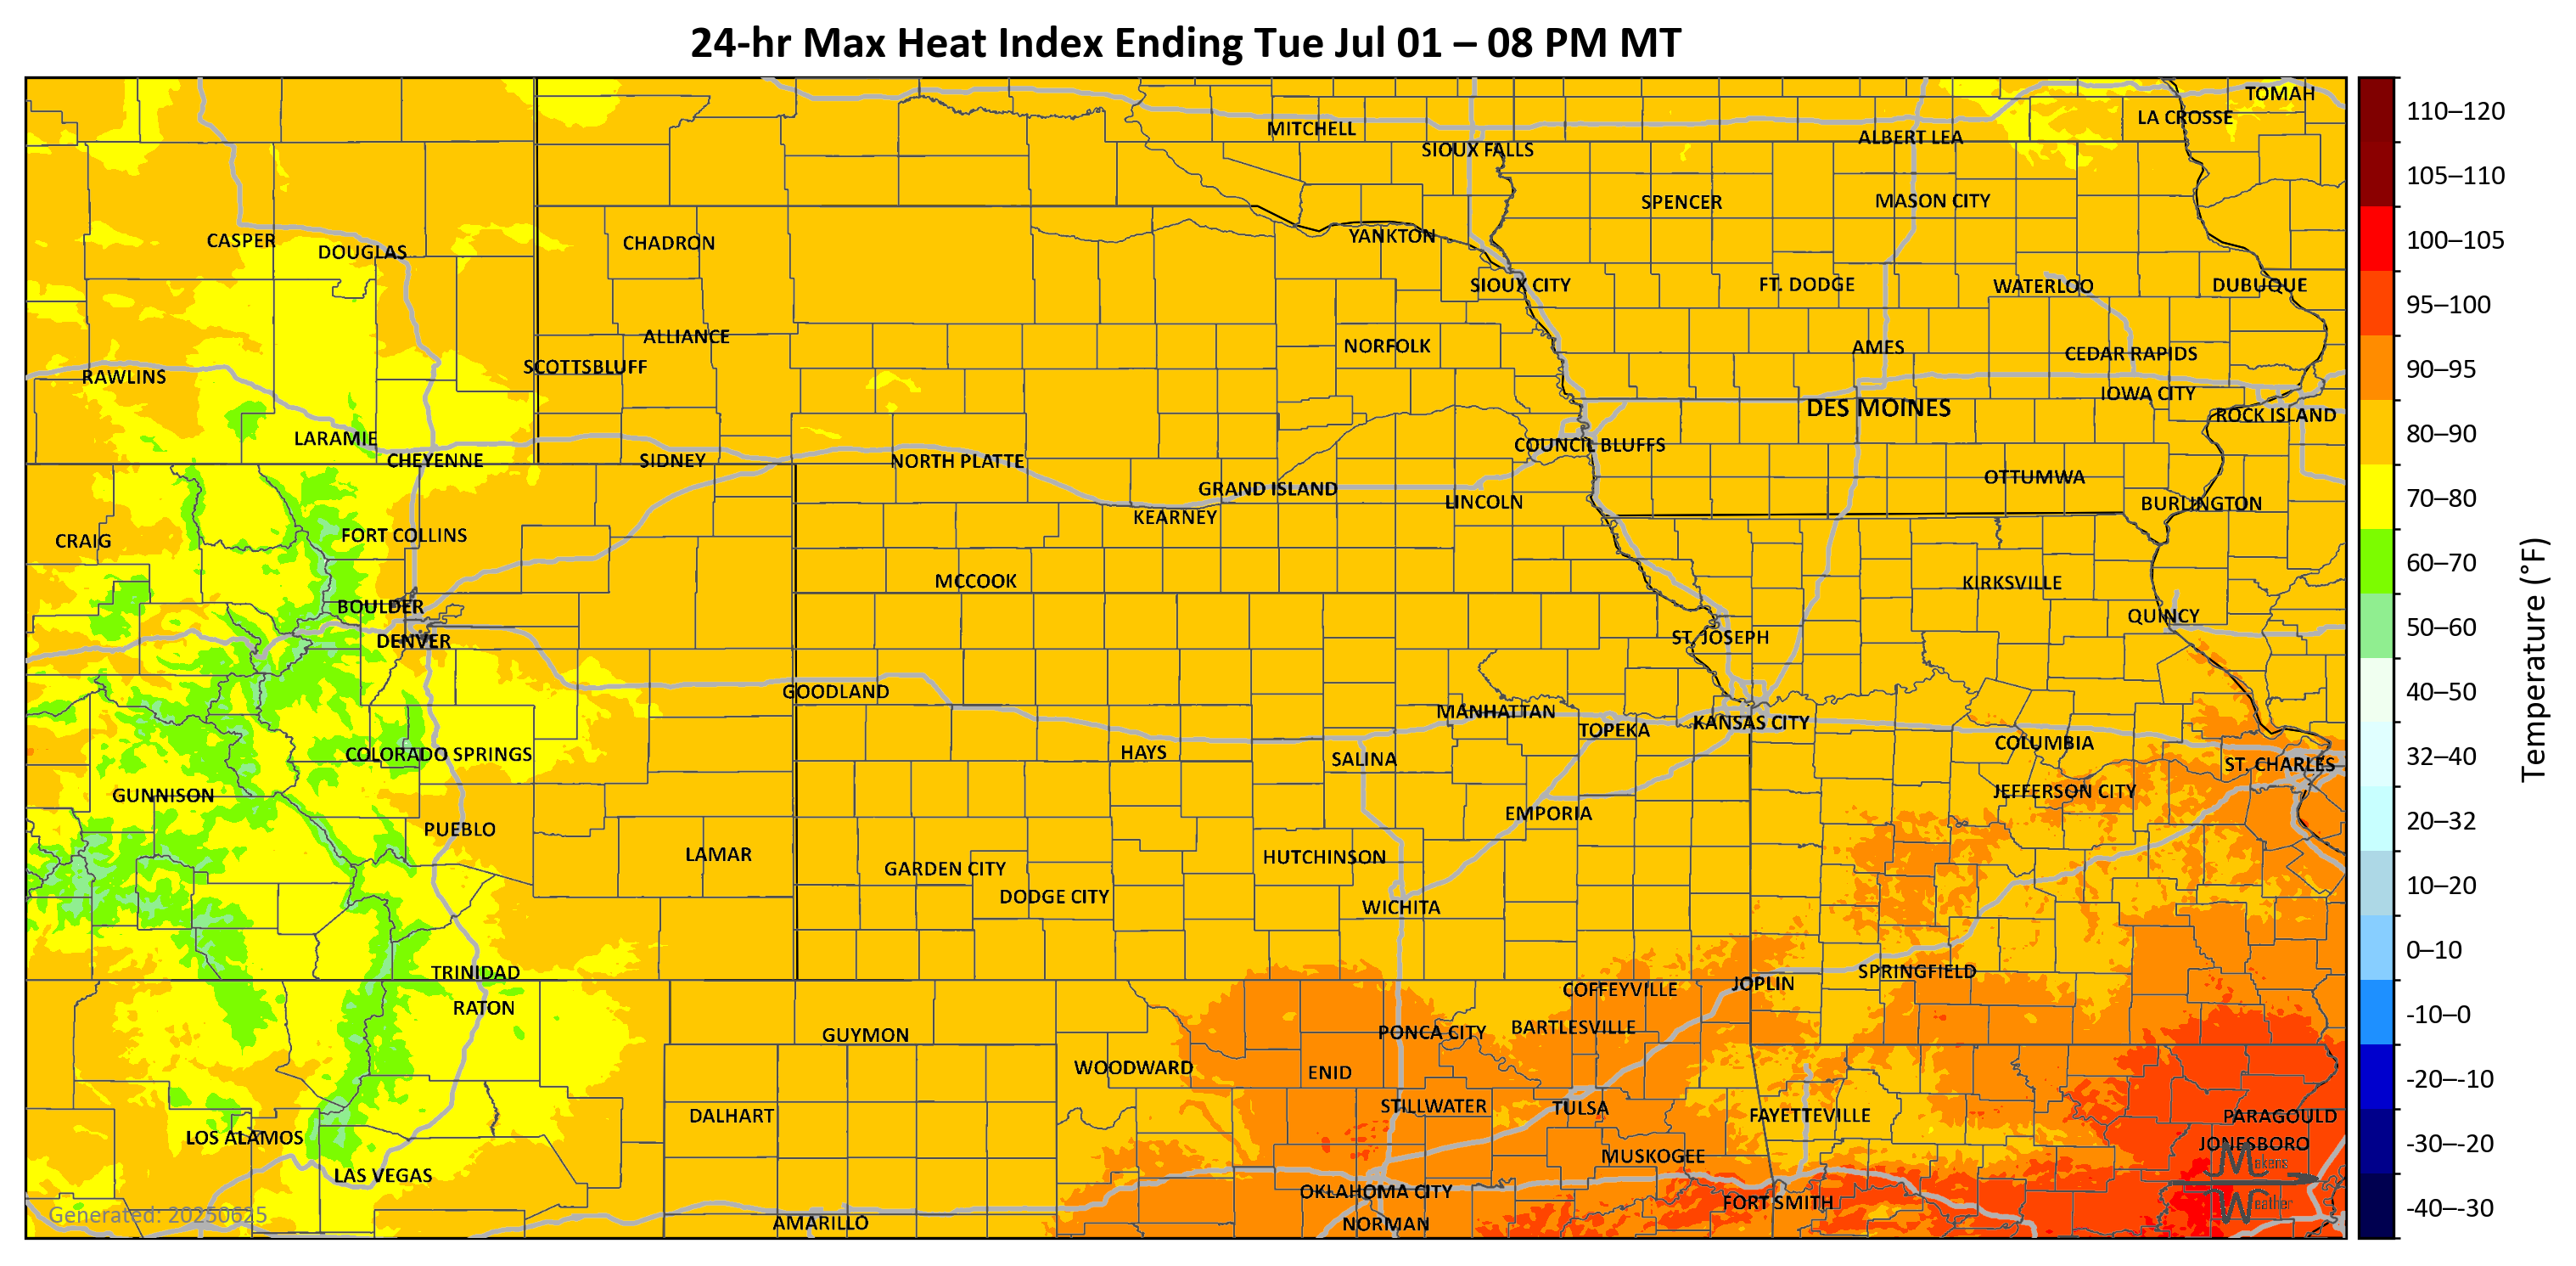 24-hr Max Heat Index Ending Tue Jul 01 – 08 PM MT
TOMAH
LA CROSSE
MITCHELL
ALBERT LEA
SIOUX FALLS
SPENCER
MASON CITY
CASPER
DOUGLAS
CHADRON
YANKTON
SIOUX CITY
FT. DODGE
WATERLOO
DUBUQUE
ALLIANCE
NORFOLK
AMES
CEDAR RAPIDS
SCOTTSBLUFF
RAWLINS
IOWA CITY
DES MOINES
ROCK ISLAND
LARAMIE
COUNCIL BLUFFS
CHEYENNE
SIDNEY
NORTH PLATTE
OTTUMWA
GRAND ISLAND
LINCOLN
BURLINGTON
KEARNEY
CRAIG
FORT COLLINS
MCCOOK
KIRKSVILLE
BOULDER
QUINCY
DENVER
ST. JOSEPH
GOODLAND
MANHATTAN
TOPEKA
KANSAS CITY
COLUMBIA
COLORADO SPRINGS
HAYS
SALINA
ST. CHARLES
GUNNISON
JEFFERSON CITY
EMPORIA
PUEBLO
LAMAR
HUTCHINSON
GARDEN CITY
DODGE CITY
WICHITA
TRINIDAD
SPRINGFIELD
JOPLIN
COFFEYVILLE
RATON
GUYMON
PONCA CITY
BARTLESVILLE
WOODWARD
ENID
DALHART
STILLWATER
TULSA
FAYETTEVILLE
PARAGOULD
LOS ALAMOS
JONESBORO
MUSKOGEE
LAS VEGAS
OKLAHOMA CITY
FORT SMITH
AMARILLO
NORMAN
Generated: 20250625
Makens
Weather
110–120
105–110
100–105
95–100
90–95
80–90
70–80
60–70
50–60
40–50
32–40
20–32
10–20
0–10
-10–0
-20–-10
-30–-20
-40–-30
Temperature (°F)